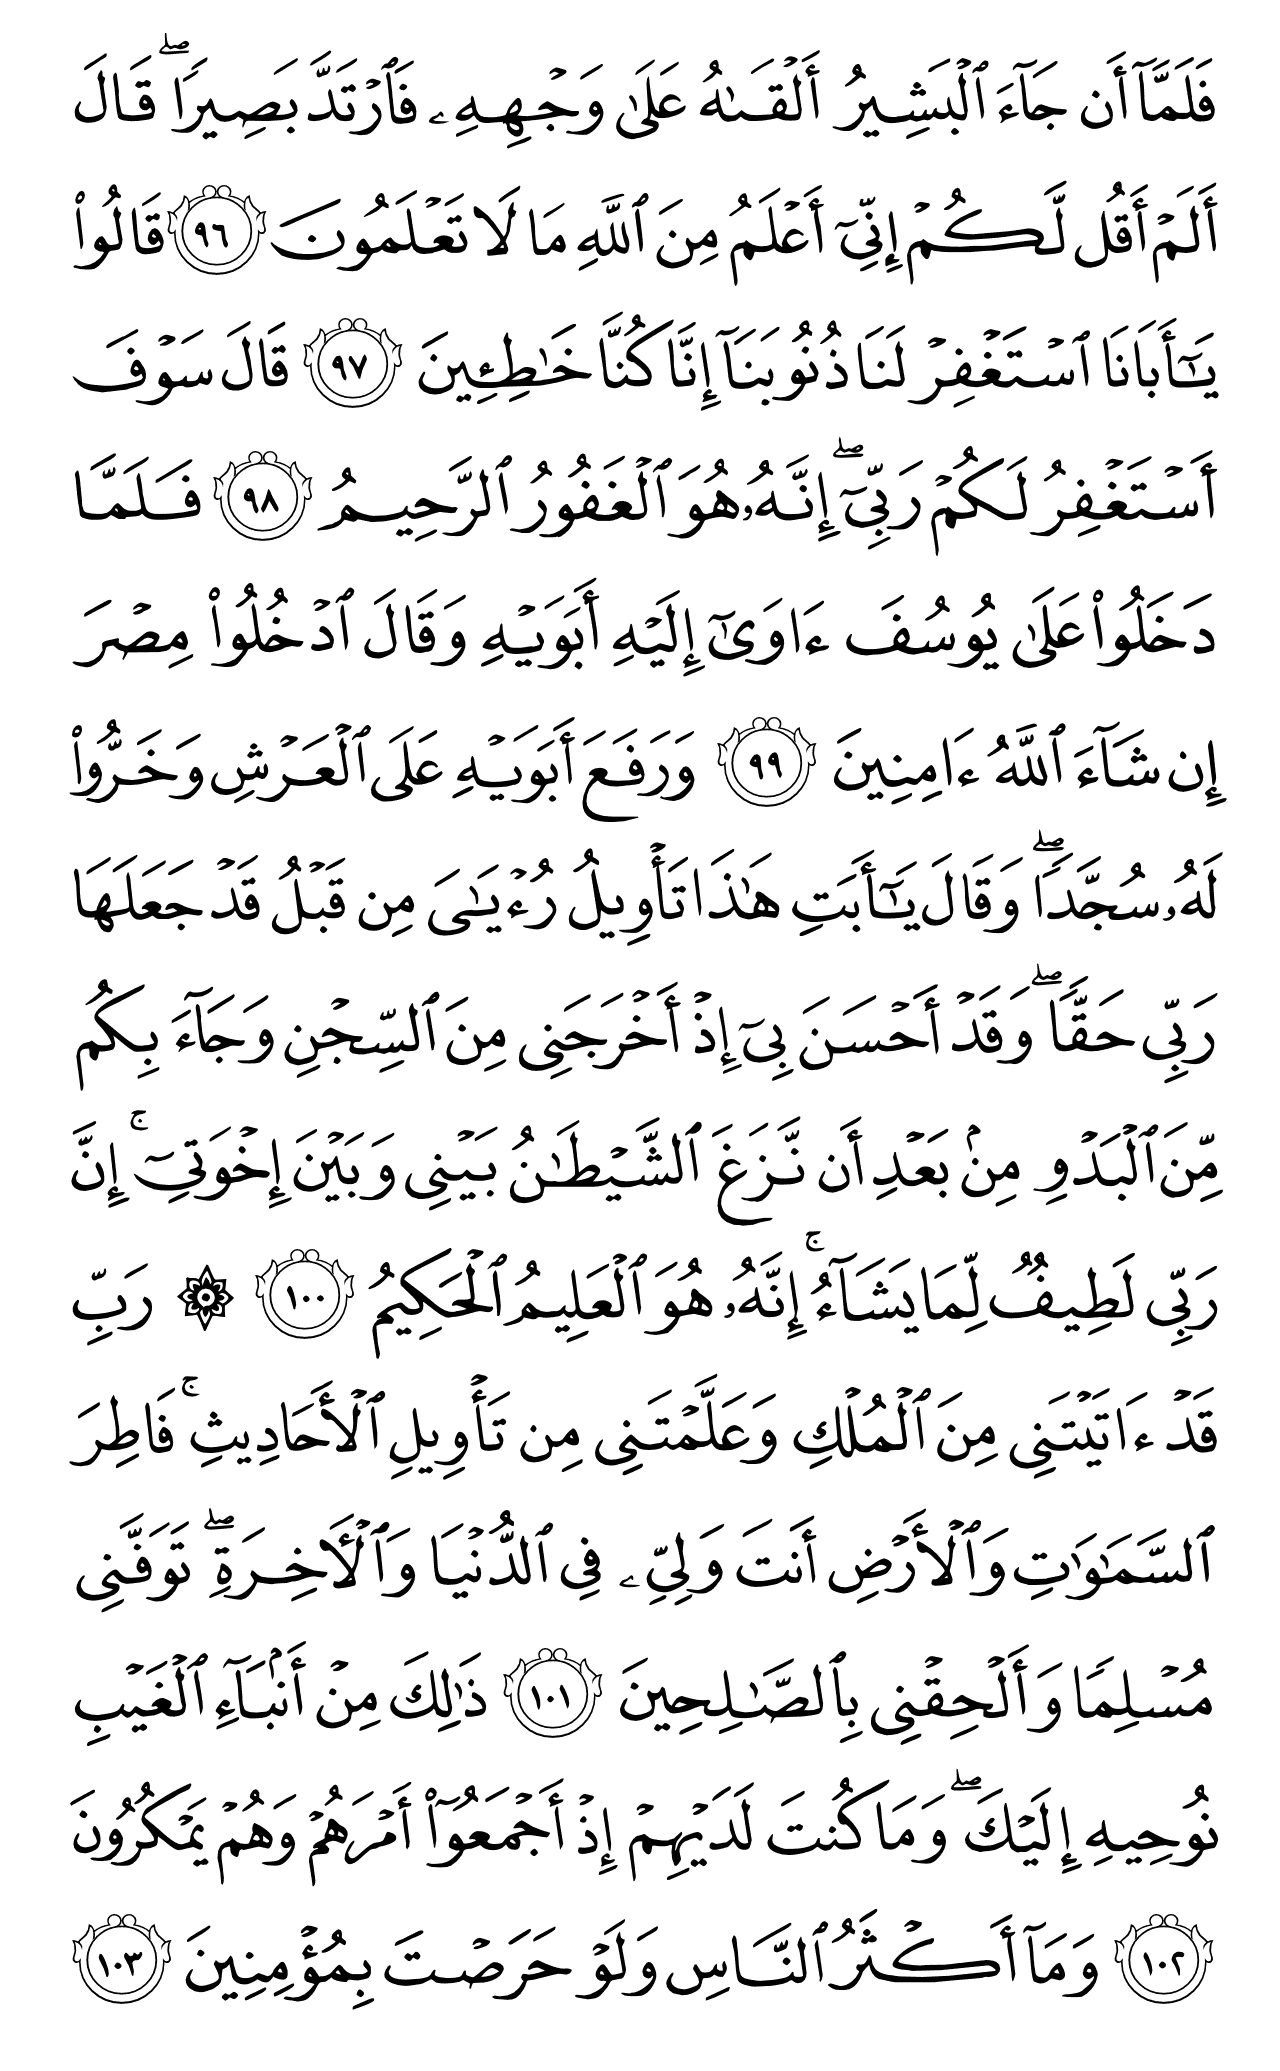 فَلَمَّآ أَن جَآءَ ٱلۡبَشِيرُ أَلۡقَىٰهُ عَلَىٰ وَجۡهِهِۦ فَٱرۡتَدَّ بَصِيرٗاۖ قَالَ
أَلَمۡ أَقُل لَّكُمۡ إِنِّيٓ أَعۡلَمُ مِنَ ٱللَّهِ مَا لَا تَعۡلَمُونَ ٩٦ قَالُواْ
يَٰٓأَبَانَا ٱسۡتَغۡفِرۡ لَنَا ذُنُوبَنَآ إِنَّا كُنَّا خَٰطِـِٔينَ ٩٧ قَالَ سَوۡفَ
أَسۡتَغۡفِرُ لَكُمۡ رَبِّيٓۖ إِنَّهُۥ هُوَ ٱلۡغَفُورُ ٱلرَّحِيمُ ٩٨ فَلَمَّا
دَخَلُواْ عَلَىٰ يُوسُفَ ءَاوَىٰٓ إِلَيۡهِ أَبَوَيۡهِ وَقَالَ ٱدۡخُلُواْ مِصۡرَ
إِن شَآءَ ٱللَّهُ ءَامِنِينَ ٩٩ وَرَفَعَ أَبَوَيۡهِ عَلَى ٱلۡعَرۡشِ وَخَرُّواْ
لَهُۥ سُجَّدٗاۖ وَقَالَ يَٰٓأَبَتِ هَٰذَا تَأۡوِيلُ رُءۡيَٰيَ مِن قَبۡلُ قَدۡ جَعَلَهَا
رَبِّي حَقّٗاۖ وَقَدۡ أَحۡسَنَ بِيٓ إِذۡ أَخۡرَجَنِي مِنَ ٱلسِّجۡنِ وَجَآءَ بِكُم
مِّنَ ٱلۡبَدۡوِ مِنۢ بَعۡدِ أَن نَّزَغَ ٱلشَّيۡطَٰنُ بَيۡنِي وَبَيۡنَ إِخۡوَتِيٓۚ إِنَّ
رَبِّي لَطِيفٞ لِّمَا يَشَآءُۚ إِنَّهُۥ هُوَ ٱلۡعَلِيمُ ٱلۡحَكِيمُ ١٠٠ ۞ رَبِّ
قَدۡ ءَاتَيۡتَنِي مِنَ ٱلۡمُلۡكِ وَعَلَّمۡتَنِي مِن تَأۡوِيلِ ٱلۡأَحَادِيثِۚ فَاطِرَ
ٱلسَّمَٰوَٰتِ وَٱلۡأَرۡضِ أَنتَ وَلِيِّۦ فِي ٱلدُّنۡيَا وَٱلۡأٓخِرَةِۖ تَوَفَّنِي
مُسۡلِمٗا وَأَلۡحِقۡنِي بِٱلصَّٰلِحِينَ ١٠١ ذَٰلِكَ مِنۡ أَنۢبَآءِ ٱلۡغَيۡبِ
نُوحِيهِ إِلَيۡكَۖ وَمَا كُنتَ لَدَيۡهِمۡ إِذۡ أَجۡمَعُوٓاْ أَمۡرَهُمۡ وَهُمۡ يَمۡكُرُونَ
١٠٢ وَمَآ أَكۡثَرُ ٱلنَّاسِ وَلَوۡ حَرَصۡتَ بِمُؤۡمِنِينَ ١٠٣